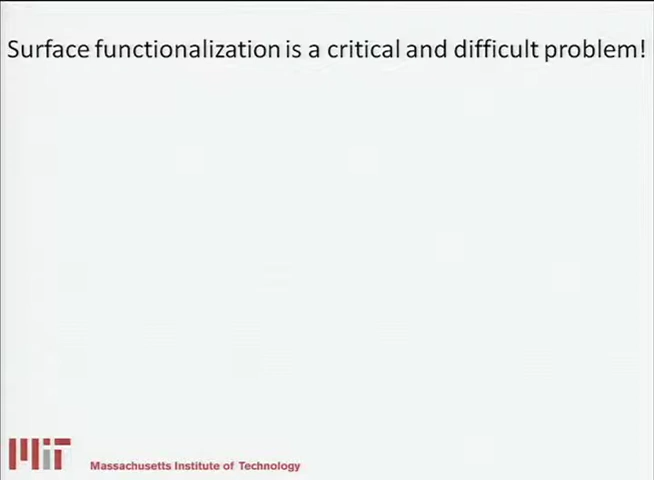 Surface functionalization is a critical and difficult problem!
MIT
Massachusetts Institute of Technology